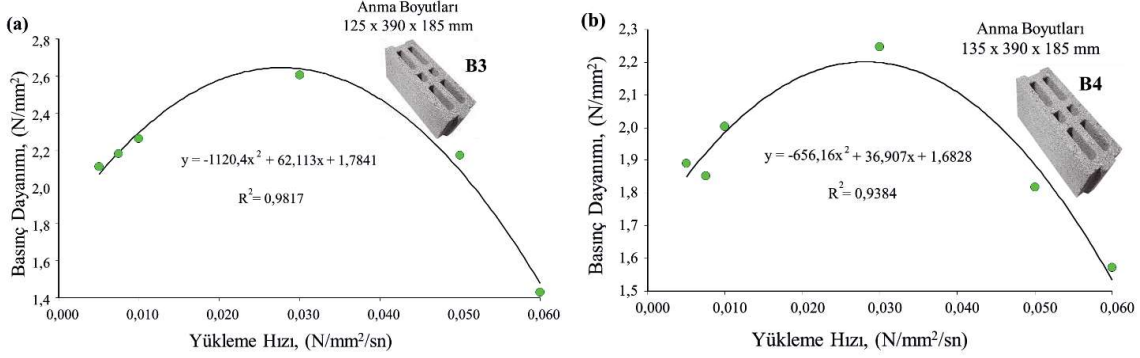 (a)
Anma Boyutları
125 x 390 x 185 mm
B3
Basınç Dayanımı, (N/mm²)
2,8
2,6
2,4
2,2
2,0
1,8
1,6
1,4
y = -1120,4x² + 62,113x + 1,7841
R² = 0,9817
0,000 0,010 0,020 0,030 0,040 0,050 0,060
Yükleme Hızı, (N/mm²/sn)
(b)
Anma Boyutları
135 x 390 x 185 mm
B4
Basınç Dayanımı, (N/mm²)
2,3
2,2
2,1
2,0
1,9
1,8
1,7
1,6
1,5
y = -656,16x² + 36,907x + 1,6828
R² = 0,9384
0,000 0,010 0,020 0,030 0,040 0,050 0,060
Yükleme Hızı, (N/mm²/sn)